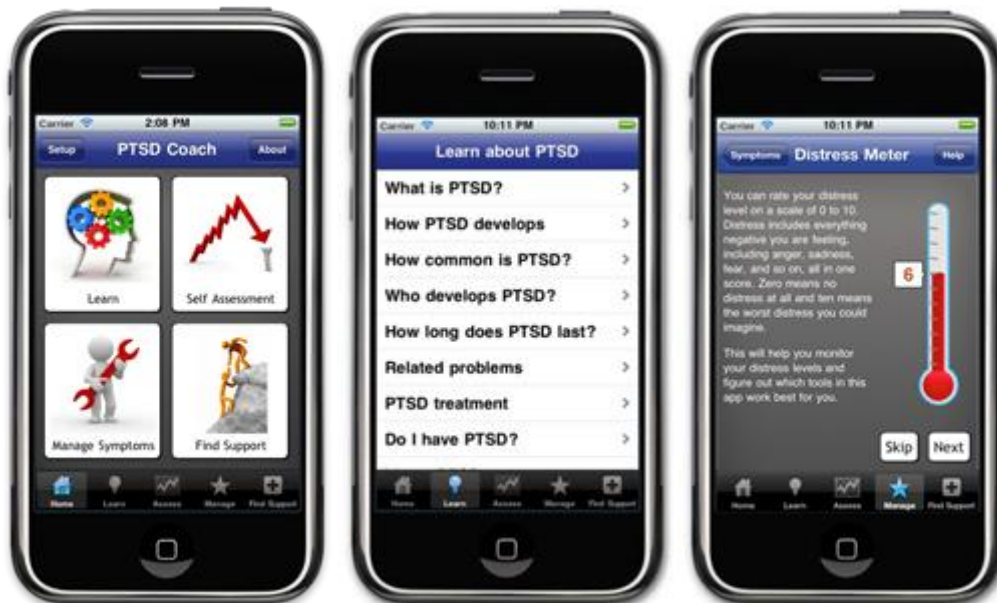 Carrier 2:08 PM
Setup PTSD Coach About
Learn Self Assessment
Manage Symptoms Find Support
Home Learn Assess Manage Find Support
Carrier 10:11 PM
Learn about PTSD
What is PTSD?
How PTSD develops
How common is PTSD?
Who develops PTSD?
How long does PTSD last?
Related problems
PTSD treatment
Do I have PTSD?
Home Learn Assess Manage Find Support
Carrier 10:11 PM
Symptoms Distress Meter Help
You can rate your distress
level on a scale of 0 to 10.
Distress includes everything
negative you are feeling,
including anger, sadness,
fear, and so on, all in one
score. Zero means no
distress at all and ten means
the worst distress you could
imagine.
6
This will help you monitor
your distress levels and
figure out which tools in this
app work best for you.
Skip Next
Home Learn Assess Manage Find Support